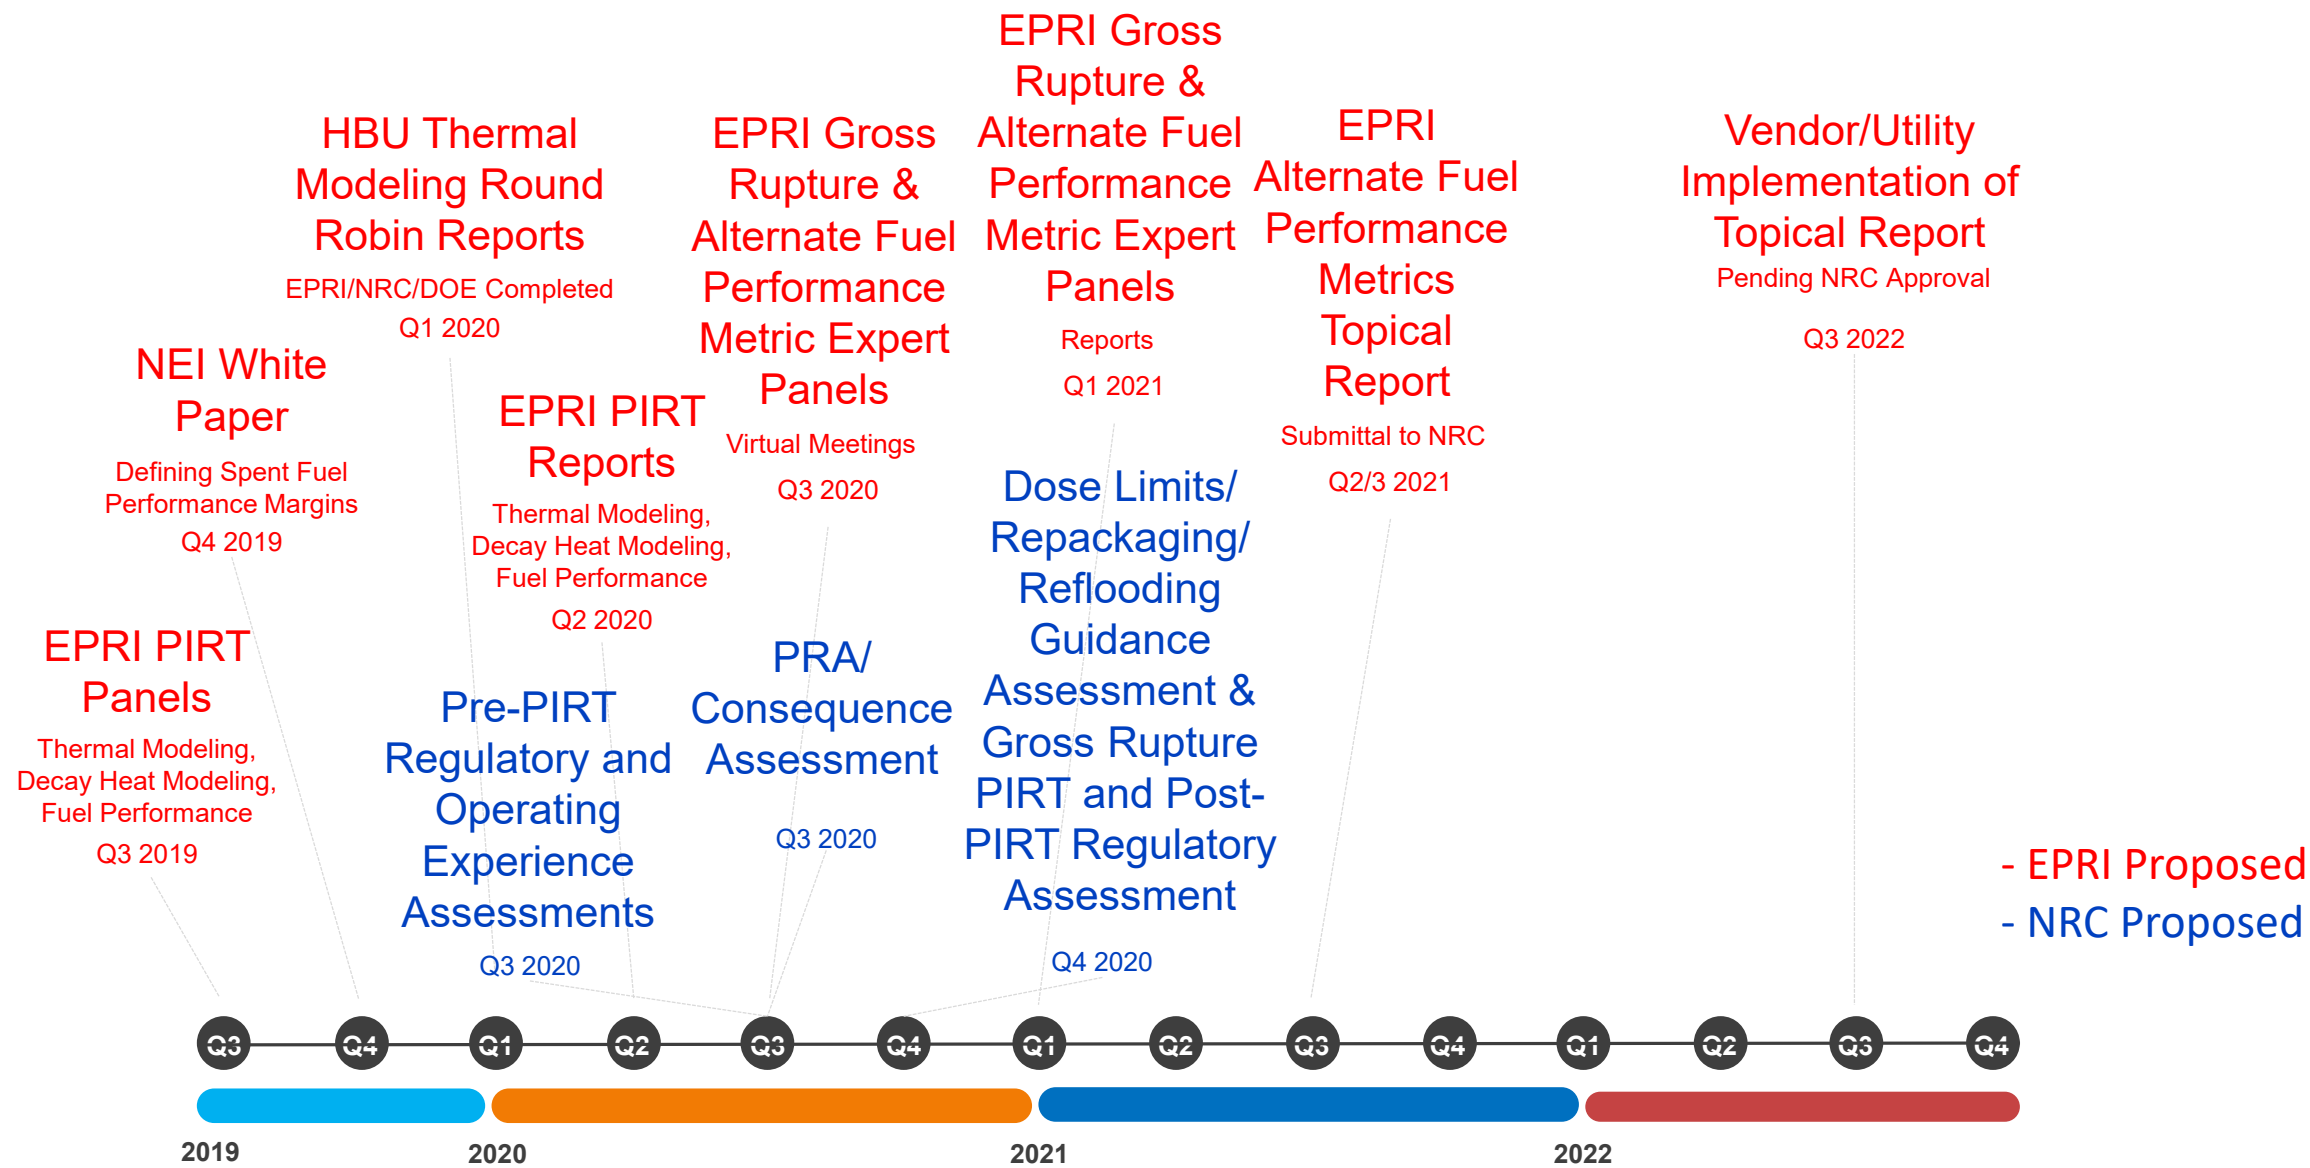 EPRI PIRT
Panels
Thermal Modeling,
Decay Heat Modeling,
Fuel Performance
Q3 2019
NEI White
Paper
Defining Spent Fuel
Performance Margins
Q4 2019
HBU Thermal
Modeling Round
Robin Reports
EPRI/NRC/DOE Completed
Q1 2020
Pre-PIRT
Regulatory and
Operating
Experience
Assessments
Q3 2020
EPRI PIRT
Reports
Thermal Modeling,
Decay Heat Modeling,
Fuel Performance
Q2 2020
EPRI Gross
Rupture &
Alternate Fuel
Performance
Metric Expert
Panels
Virtual Meetings
Q3 2020
PRA/
Consequence
Assessment
Q3 2020
EPRI Gross
Rupture &
Alternate Fuel
Performance
Metric Expert
Panels
Reports
Q1 2021
Dose Limits/
Repackaging/
Reflooding
Guidance
Assessment &
Gross Rupture
PIRT and Post-
PIRT Regulatory
Assessment
Q4 2020
EPRI
Alternate Fuel
Performance
Metrics
Topical
Report
Submittal to NRC
Q2/3 2021
Vendor/Utility
Implementation of
Topical Report
Pending NRC Approval
Q3 2022
- EPRI Proposed
- NRC Proposed
Q3 Q4 Q1 Q2 Q3 Q4 Q1 Q2 Q3 Q4 Q1 Q2 Q3 Q4
2019 2020 2021 2022